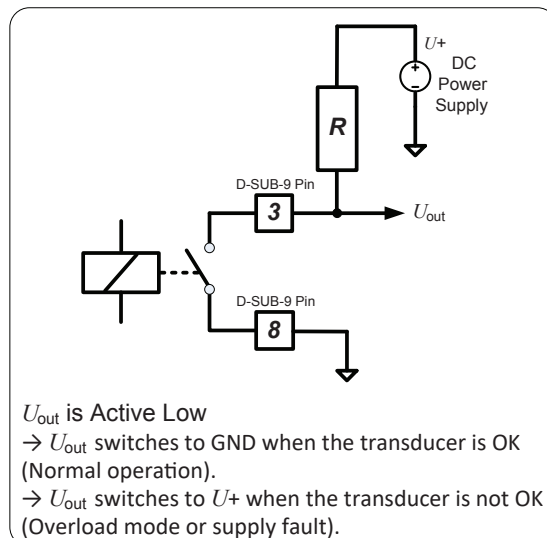 U+
DC
Power
Supply
R
D-SUB-9 Pin
3
Uout
D-SUB-9 Pin
8
Uout is Active Low
→ Uout switches to GND when the transducer is OK
(Normal operation).
→ Uout switches to U+ when the transducer is not OK
(Overload mode or supply fault).